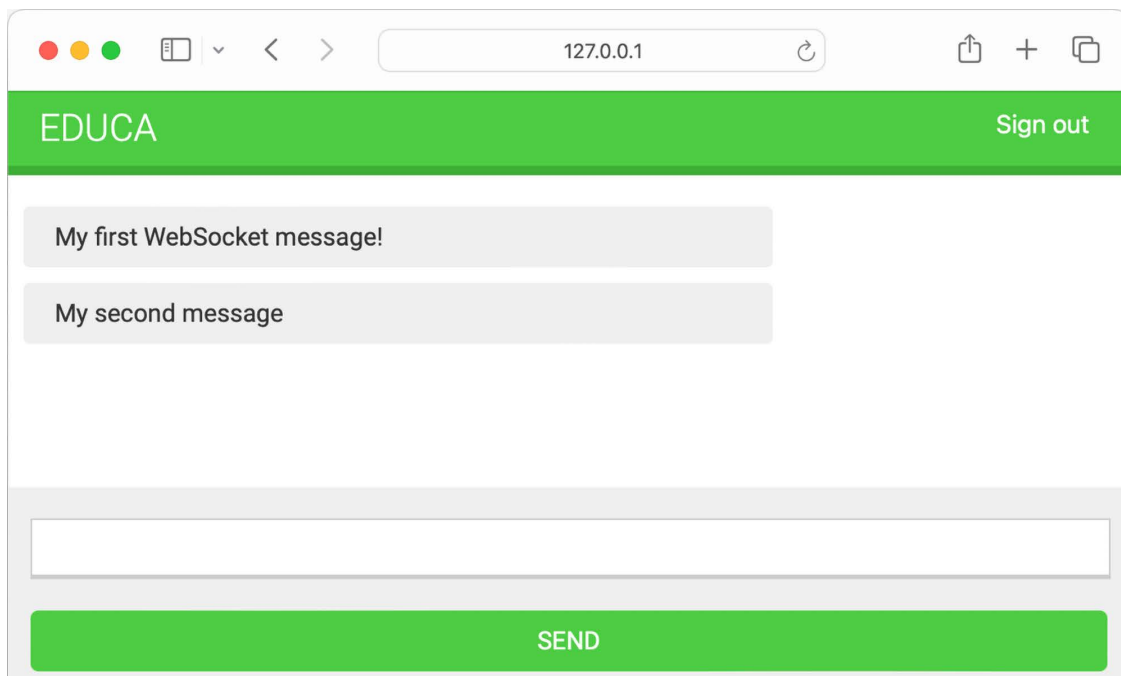 127.0.0.1
EDUCA
Sign out
My first WebSocket message!
My second message
SEND